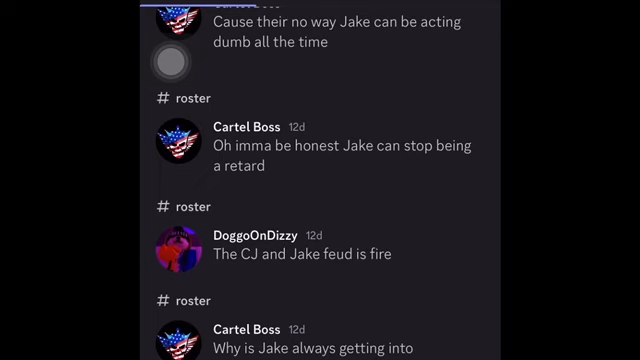 Cause their no way Jake can be acting
dumb all the time
# roster
Cartel Boss 12d
Oh imma be honest Jake can stop being
a retard
# roster
DoggoOnDizzy 12d
The CJ and Jake feud is fire
# roster
Cartel Boss 12d
Why is Jake always getting into